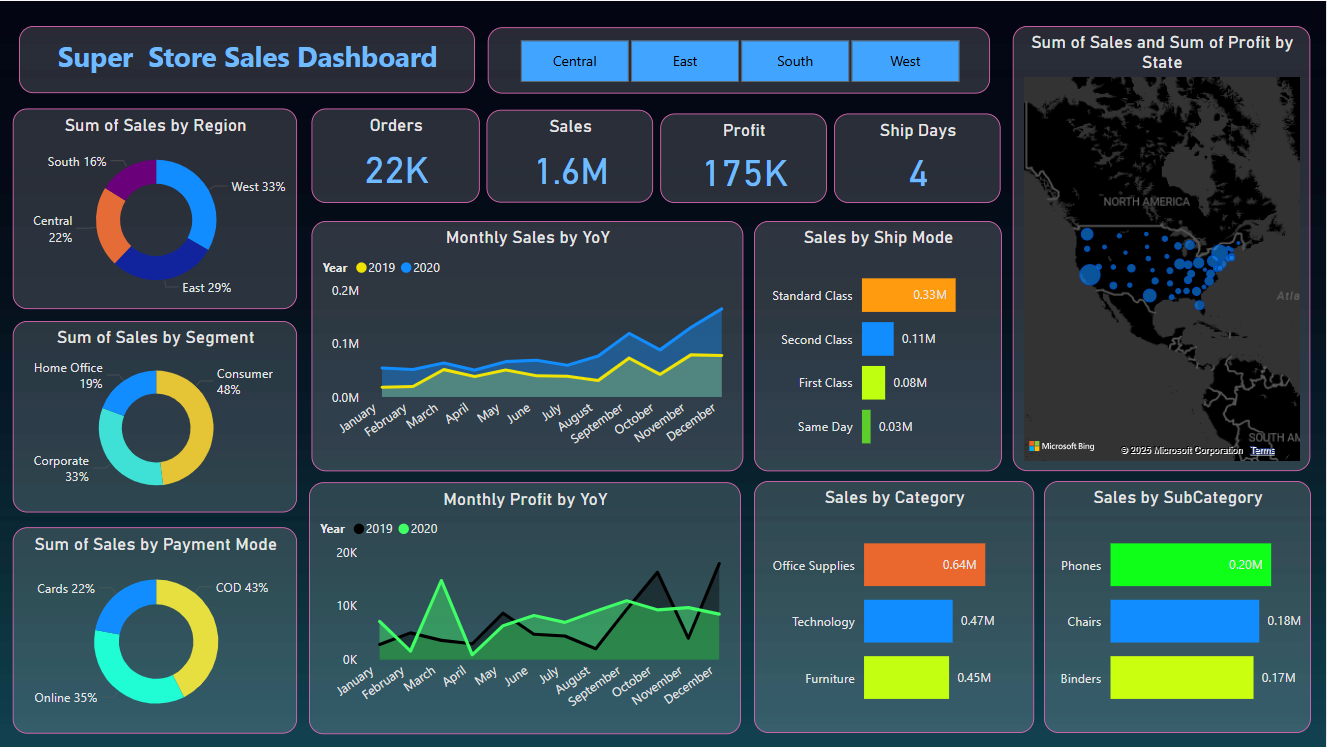 Super  Store Sales Dashboard
Central
East
South
West
Sum of Sales and Sum of Profit by
State
NORTH AMERICA
Atla
SOUTH AM
Microsoft Bing
© 2025 Microsoft Corporation
Terms
Sum of Sales by Region
South 16%
West 33%
Central
22%
East 29%
Orders
22K
Sales
1.6M
Profit
175K
Ship Days
4
Monthly Sales by YoY
Year 2019 2020
0.2M
0.1M
0.0M
January
February
March
April
May
June
July
August
September
October
November
December
Sales by Ship Mode
Standard Class 0.33M
Second Class 0.11M
First Class 0.08M
Same Day 0.03M
Sum of Sales by Segment
Home Office
19%
Consumer
48%
Corporate
33%
Monthly Profit by YoY
Year 2019 2020
20K
10K
0K
January
February
March
April
May
June
July
August
September
October
November
December
Sales by Category
Office Supplies 0.64M
Technology 0.47M
Furniture 0.45M
Sales by SubCategory
Phones 0.20M
Chairs 0.18M
Binders 0.17M
Sum of Sales by Payment Mode
Cards 22%
COD 43%
Online 35%